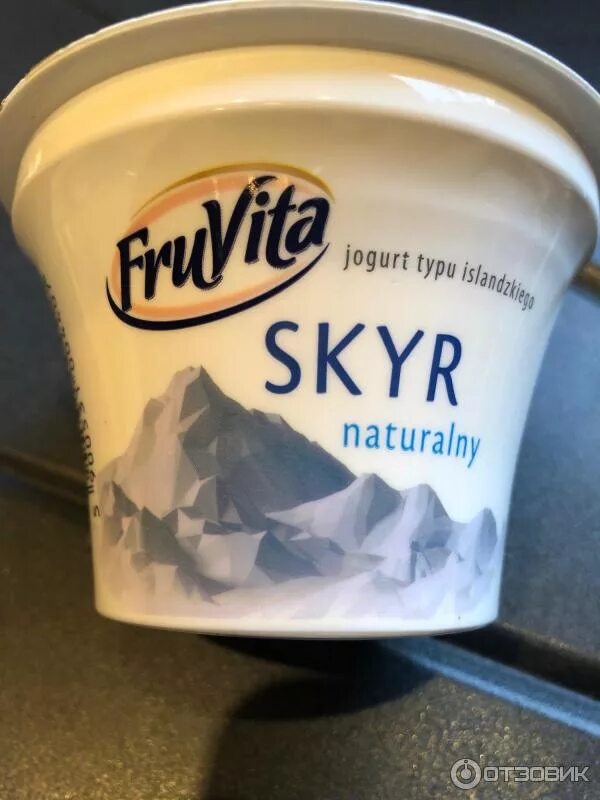 FruVita
jogurt typu islandzkiego
SKYR
naturalny
ОТЗОВИК